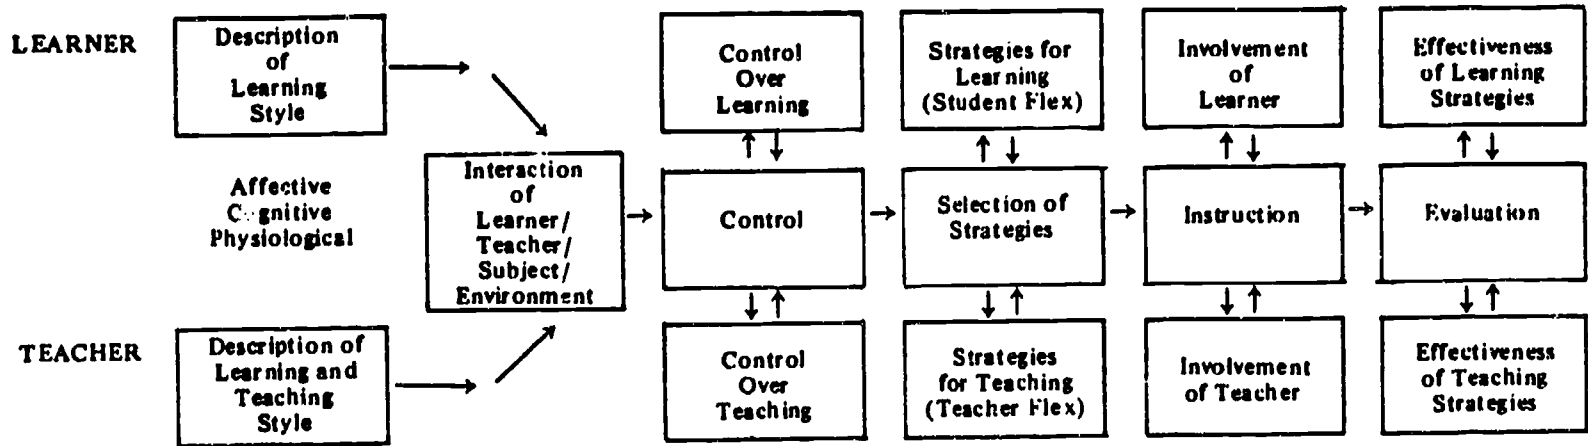 LEARNER
Description
of
Learning
Style
Control
Over
Learning
Strategies for
Learning
(Student Flex)
Involvement
of
Learner
Effectiveness
of Learning
Strategies
Affective
Cognitive
Physiological
Interaction
of
Learner/
Teacher/
Subject/
Environment
Control
Selection of
Strategies
Instruction
Evaluation
TEACHER
Description of
Learning and
Teaching
Style
Control
Over
Teaching
Strategies
for Teaching
(Teacher Flex)
Involvement
of Teacher
Effectiveness
of Teaching
Strategies